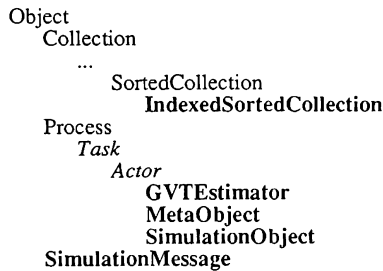 Object
Collection
...
SortedCollection
IndexedSortedCollection
Process
Task
Actor
GVTEstimator
MetaObject
SimulationObject
SimulationMessage